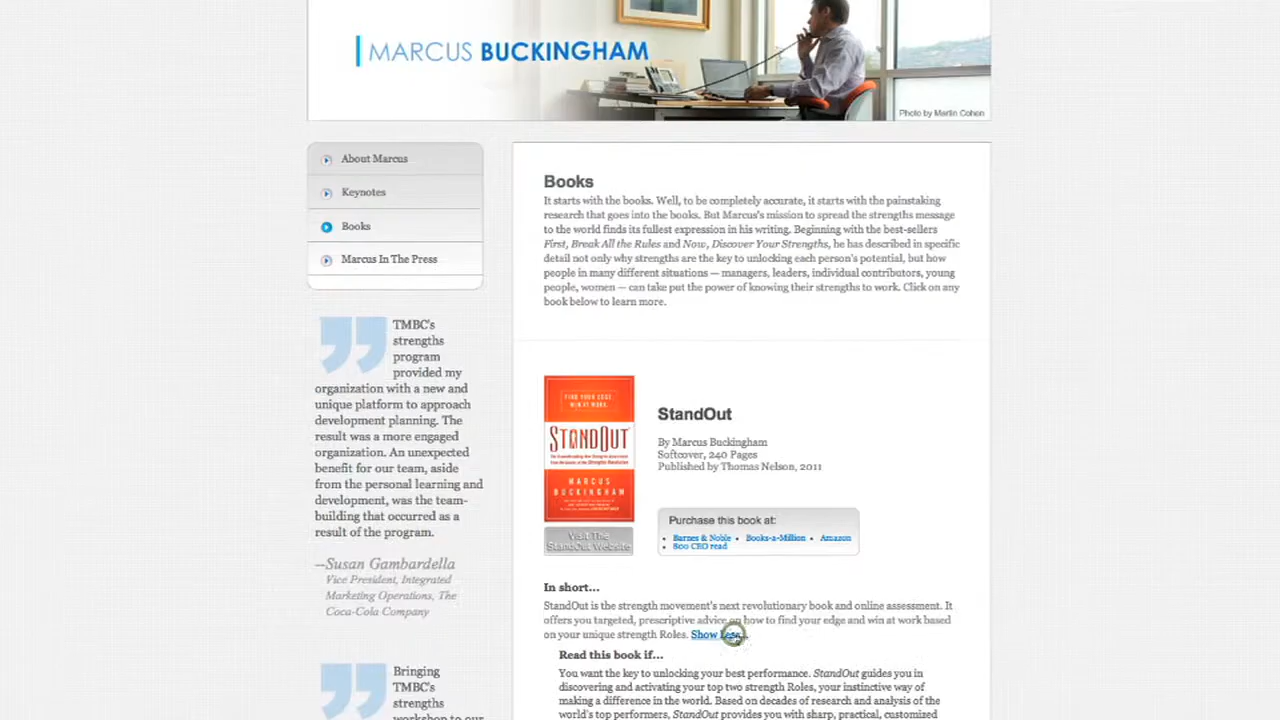 MARCUS BUCKINGHAM
Photo by Martin Cohen
About Marcus
Keynotes
Books
Marcus In The Press
TMBC's
strengths
program
provided my
organization with a new and
unique platform to approach
development planning. The
result was a more engaged
organization. An unexpected
benefit for our team, aside
from the personal learning and
development, was the team-
building that occurred as a
result of the program.
—Susan Gambardella
Vice President, Integrated
Marketing Operations, The
Coca-Cola Company
Bringing
TMBC's
strengths
workshop to our
Books
It starts with the books. Well, to be completely accurate, it starts with the painstaking
research that goes into the books. But Marcus's mission to spread the strengths message
to the world finds its fullest expression in his writing. Beginning with the best-sellers
First, Break All the Rules and Now, Discover Your Strengths, he has described in specific
detail not only why strengths are the key to unlocking each person's potential, but how
people in many different situations — managers, leaders, individual contributors, young
people, women — can take put the power of knowing their strengths to work. Click on any
book below to learn more.
FIND YOUR EDGE
WIN AT WORK
STANDOUT
MARCUS
BUCKINGHAM
Visit The
StandOut Website
StandOut
By Marcus Buckingham
Softcover, 240 Pages
Published by Thomas Nelson, 2011
Purchase this book at:
• Barnes & Noble • Books-a-Million • Amazon
• 800 CEO read
In short...
StandOut is the strength movement's next revolutionary book and online assessment. It
offers you targeted, prescriptive advice on how to find your edge and win at work based
on your unique strength Roles. Show Less...
Read this book if...
You want the key to unlocking your best performance. StandOut guides you in
discovering and activating your top two strength Roles, your instinctive way of
making a difference in the world. Based on decades of research and analysis of the
world's top performers, StandOut provides you with sharp, practical, customized